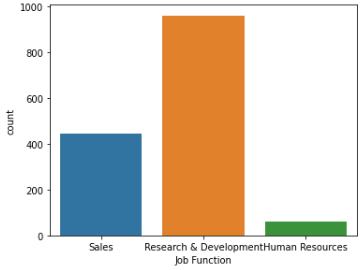 1000
800
600
400
200
0
count
Sales Research & Development Human Resources
Job Function